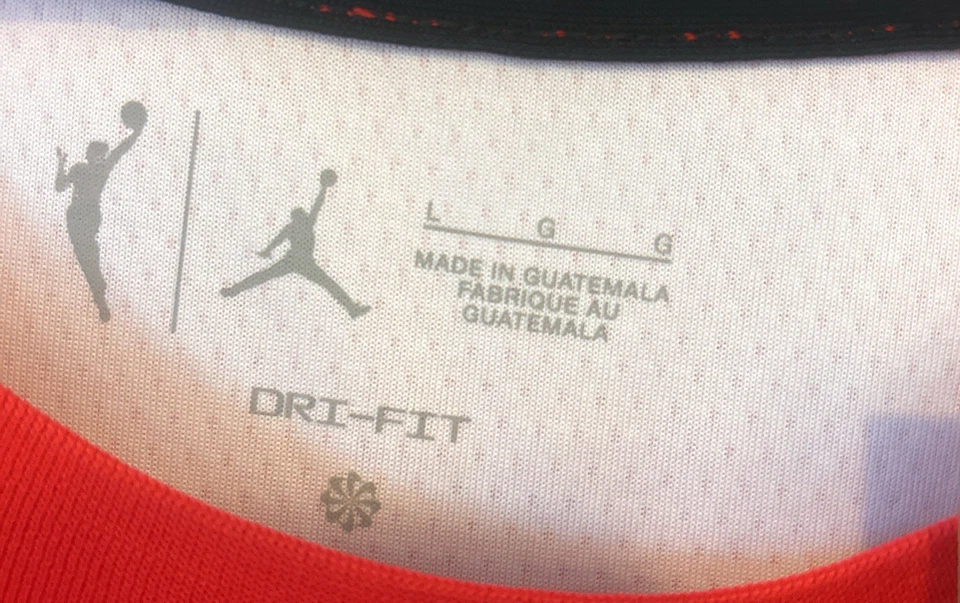 L G G
MADE IN GUATEMALA
FABRIQUE AU
GUATEMALA
DRI-FIT